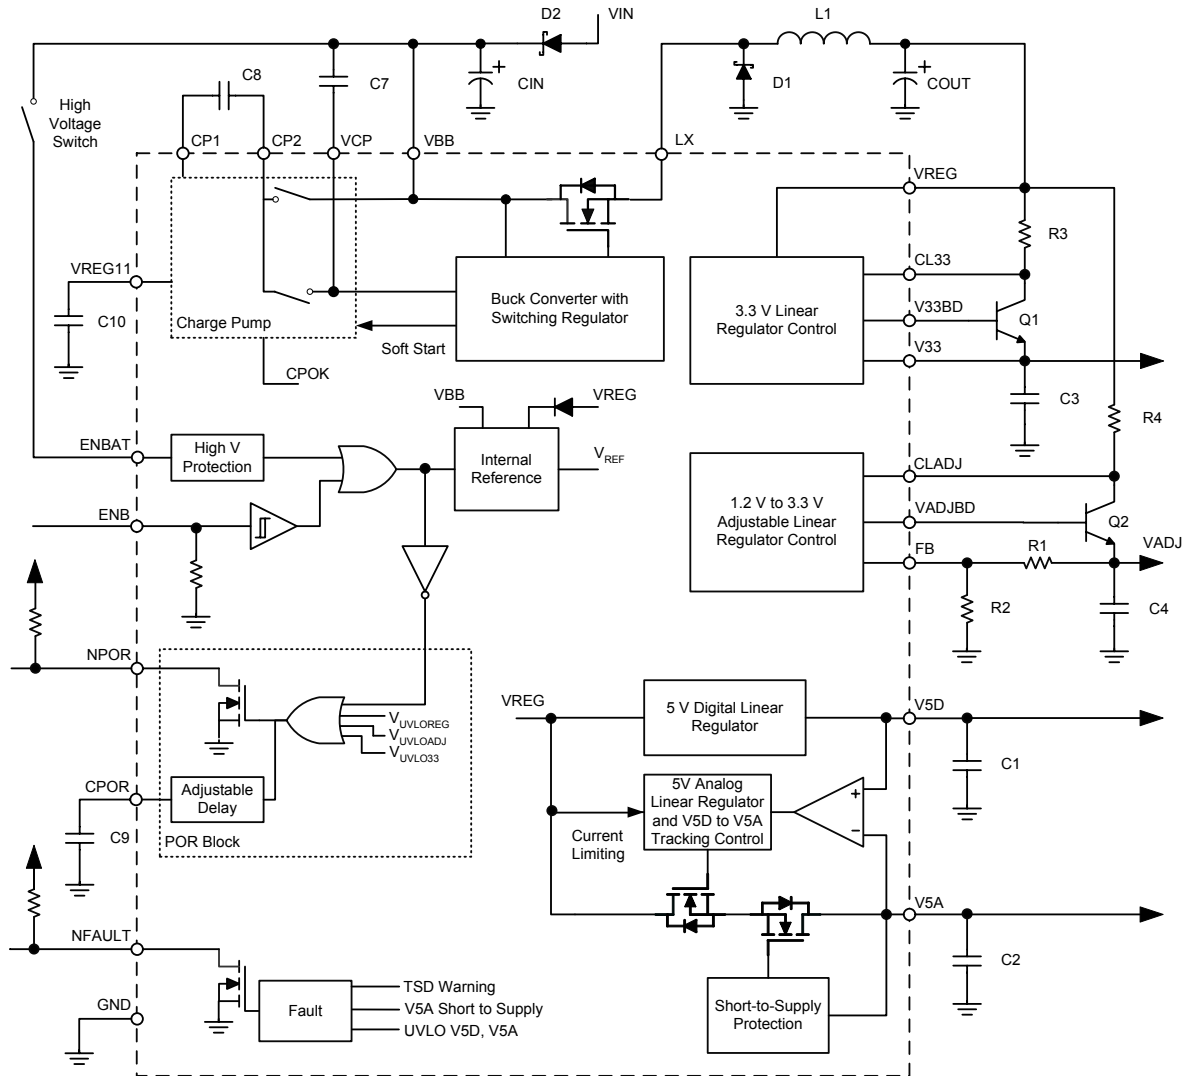 D2
VIN
L1
C8
C7
CIN
D1
COUT
High
Voltage
Switch
CP1
CP2
VCP
VBB
LX
VREG
R3
VREG11
CL33
C10
Charge Pump
Buck Converter with
Switching Regulator
3.3 V Linear
Regulator Control
V33BD
Q1
Soft Start
V33
CPOK
C3
VBB
VREG
R4
ENBAT
High V
Protection
Internal
Reference
VREF
CLADJ
ENB
1.2 V to 3.3 V
Adjustable Linear
Regulator Control
VADJBD
Q2
FB
R1
VADJ
R2
C4
NPOR
VREG
5 V Digital Linear
Regulator
V5D
VUVLOREG
VUVLOADJ
VUVLO33
C1
CPOR
Adjustable
Delay
5V Analog
Linear Regulator
and V5D to V5A
Tracking Control
+
−
C9
POR Block
Current
Limiting
V5A
NFAULT
C2
GND
Fault
TSD Warning
V5A Short to Supply
UVLO V5D, V5A
Short-to-Supply
Protection